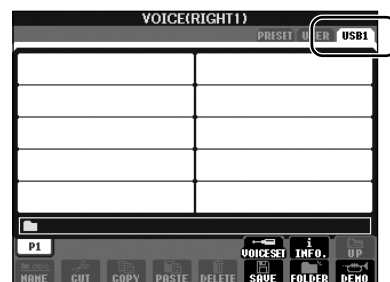 VOICE(RIGHT1)
PRESET USER USB1
P1
VOICESET INFO. UP
NAME CUT COPY PASTE DELETE SAVE FOLDER DEMO